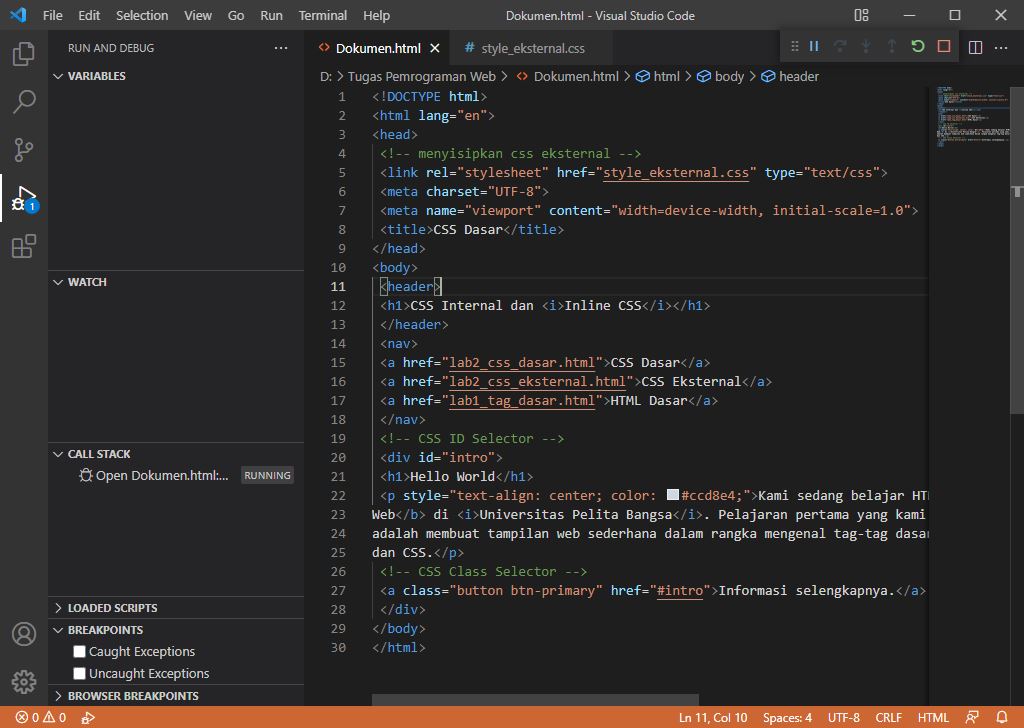 File Edit Selection View Go Run Terminal Help Dokumen.html - Visual Studio Code
RUN AND DEBUG
Dokumen.html
# style_eksternal.css
D: > Tugas Pemrograman Web > Dokumen.html > html > body > header
VARIABLES
WATCH
CALL STACK
Open Dokumen.html:... RUNNING
LOADED SCRIPTS
BREAKPOINTS
Caught Exceptions
Uncaught Exceptions
BROWSER BREAKPOINTS
1
1 <!DOCTYPE html>
2 <html lang="en">
3 <head>
4 <!-- menyisipkan css eksternal -->
5 <link rel="stylesheet" href="style_eksternal.css" type="text/css">
6 <meta charset="UTF-8">
7 <meta name="viewport" content="width=device-width, initial-scale=1.0">
8 <title>CSS Dasar</title>
9 </head>
10 <body>
11 <header>
12 <h1>CSS Internal dan <i>Inline CSS</i></h1>
13 </header>
14 <nav>
15 <a href="lab2_css_dasar.html">CSS Dasar</a>
16 <a href="lab2_css_eksternal.html">CSS Eksternal</a>
17 <a href="lab1_tag_dasar.html">HTML Dasar</a>
18 </nav>
19 <!-- CSS ID Selector -->
20 <div id="intro">
21 <h1>Hello World</h1>
22 <p style="text-align: center; color: #ccd8e4;">Kami sedang belajar HT
23 Web</b> di <i>Universitas Pelita Bangsa</i>. Pelajaran pertama yang kami
24 adalah membuat tampilan web sederhana dalam rangka mengenal tag-tag dasar
25 dan CSS.</p>
26 <!-- CSS Class Selector -->
27 <a class="button btn-primary" href="#intro">Informasi selengkapnya.</a>
28 </div>
29 </body>
30 </html>
0 0 Ln 11, Col 10 Spaces: 4 UTF-8 CRLF HTML